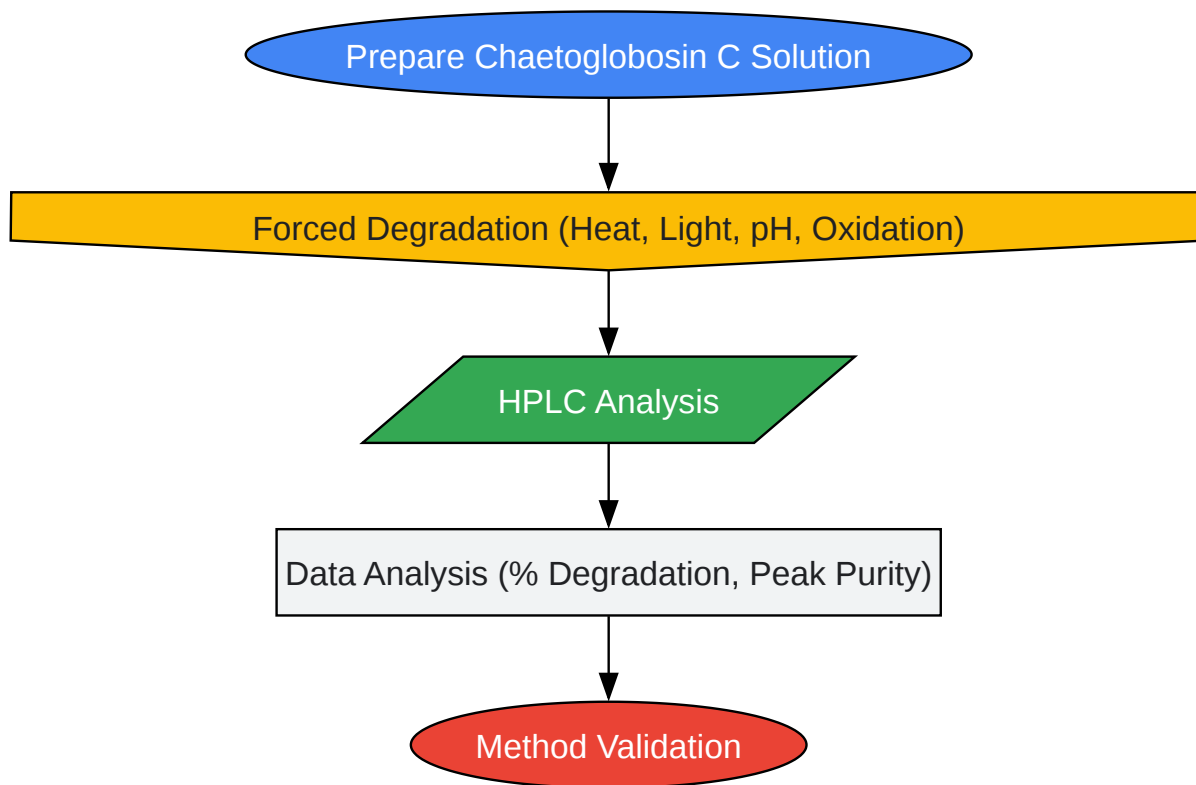 Prepare Chaetoglobosin C Solution
Forced Degradation (Heat, Light, pH, Oxidation)
HPLC Analysis
Data Analysis (% Degradation, Peak Purity)
Method Validation